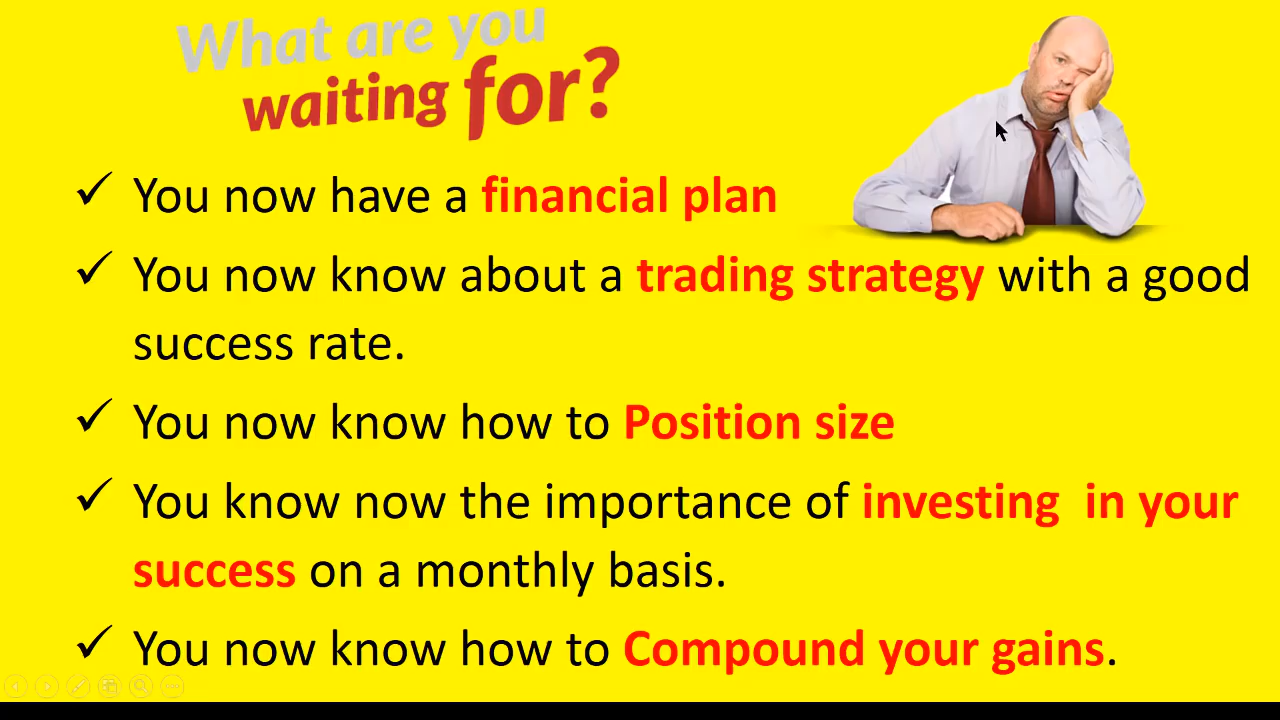 What are you
waiting for?
✓ You now have a financial plan
✓ You now know about a trading strategy with a good
success rate.
✓ You now know how to Position size
✓ You know now the importance of investing  in your
success on a monthly basis.
✓ You now know how to Compound your gains.